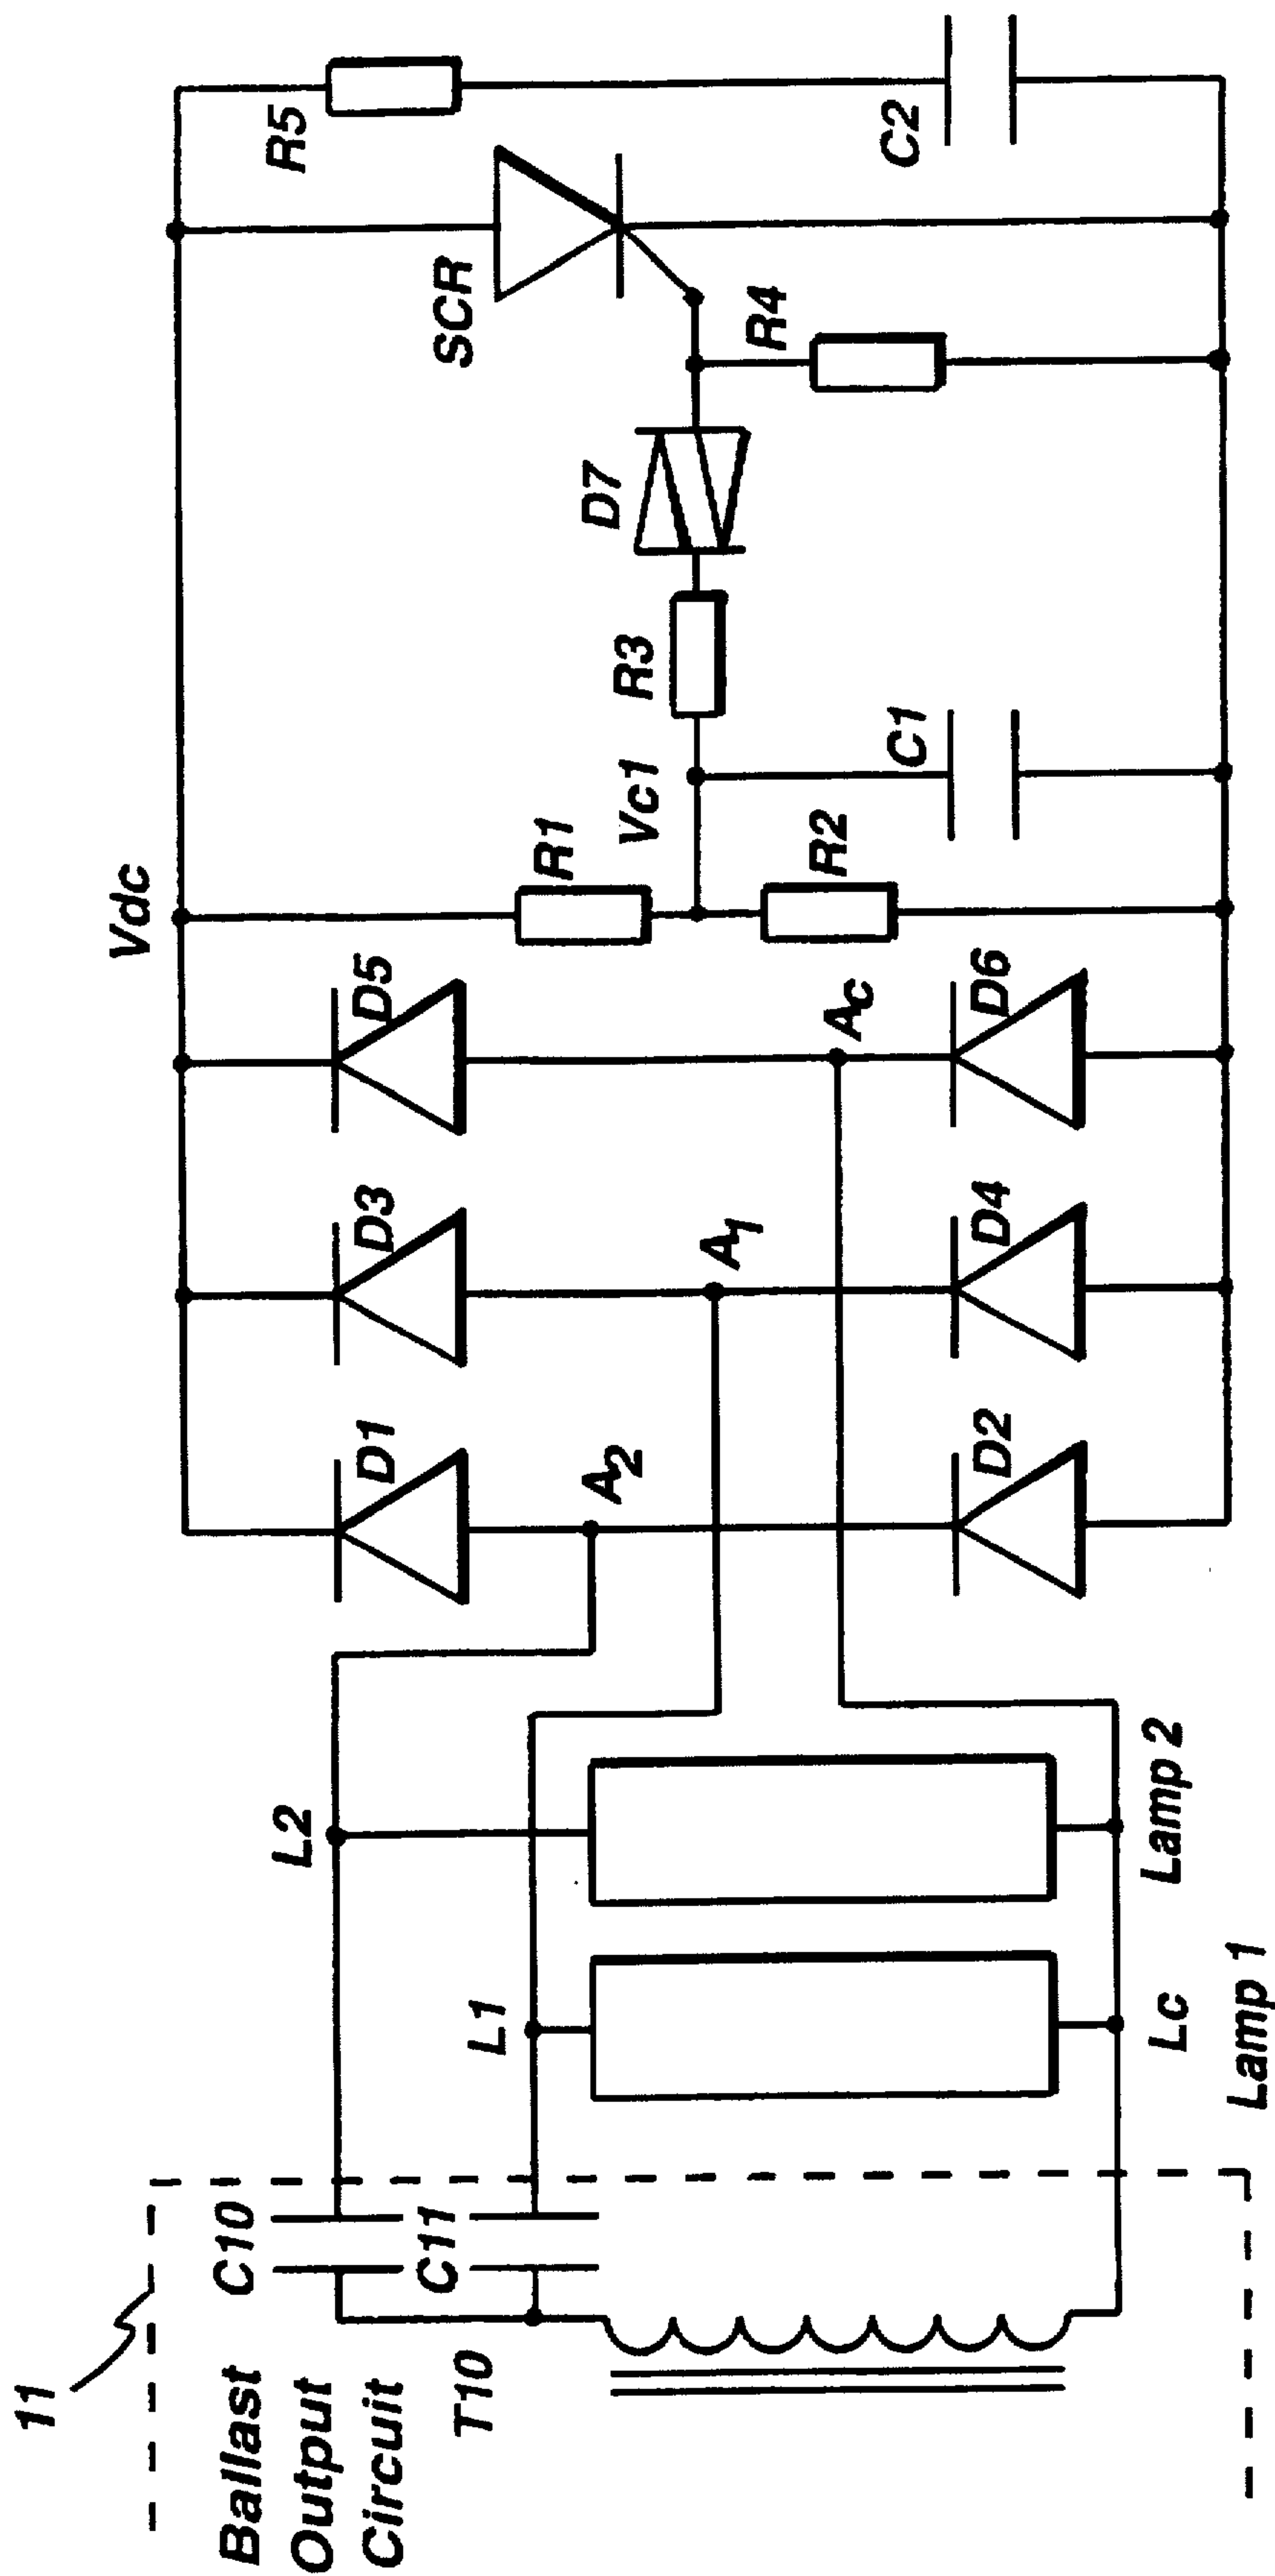 11
Ballast
Output
Circuit
C10
C11
T10
L2
L1
Lc
Lamp 1
Lamp 2
D1
D3
D5
Vdc
A2
A1
Ac
D2
D4
D6
R1
R2
Vc1
C1
R3
D7
R4
SCR
R5
C2